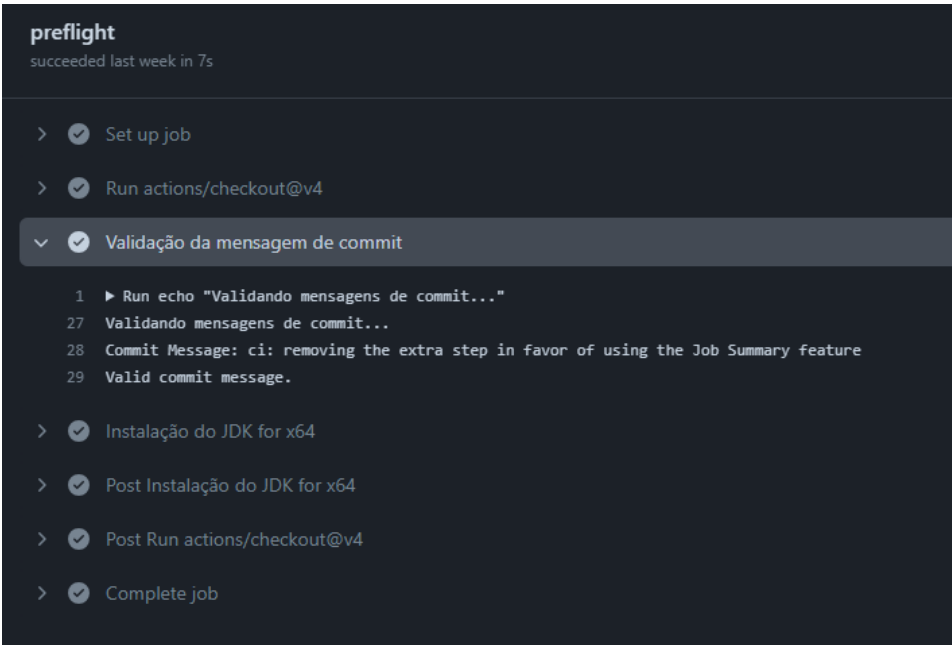 preflight
succeeded last week in 7s
Set up job
Run actions/checkout@v4
Validação da mensagem de commit
1 Run echo "Validando mensagens de commit..."
27 Validando mensagens de commit...
28 Commit Message: ci: removing the extra step in favor of using the Job Summary feature
29 Valid commit message.
Instalação do JDK for x64
Post Instalação do JDK for x64
Post Run actions/checkout@v4
Complete job